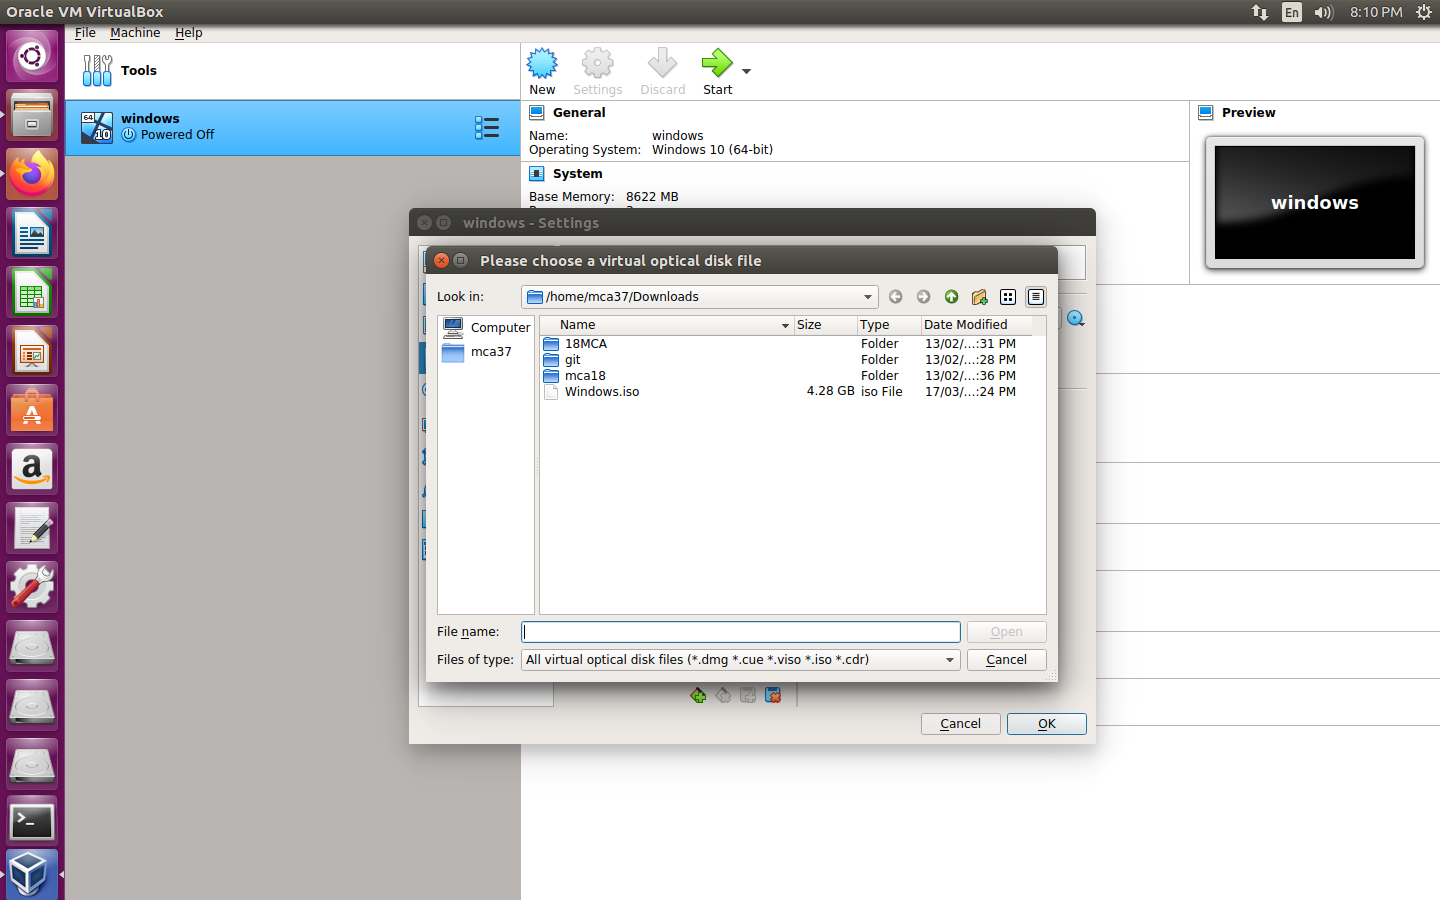 Oracle VM VirtualBox
En
8:10 PM
File Machine Help
Tools
New Settings Discard Start
64
10
windows
Powered Off
General
Name: windows
Operating System: Windows 10 (64-bit)
System
Base Memory: 8622 MB
Preview
windows
windows - Settings
Please choose a virtual optical disk file
Look in: /home/mca37/Downloads
Computer
mca37
Name Size Type Date Modified
18MCA Folder 13/02/...:31 PM
git Folder 13/02/...:28 PM
mca18 Folder 13/02/...:36 PM
Windows.iso 4.28 GB iso File 17/03/...:24 PM
File name: Open
Files of type: All virtual optical disk files (*.dmg *.cue *.viso *.iso *.cdr) Cancel
Cancel OK